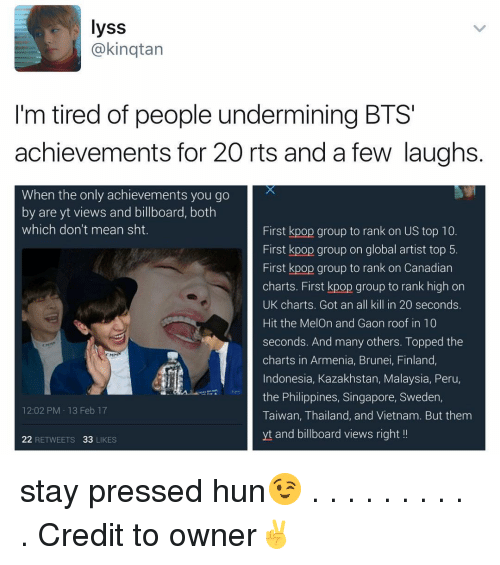 lyss
@kinqtan
I'm tired of people undermining BTS'
achievements for 20 rts and a few laughs.
When the only achievements you go
by are yt views and billboard, both
which don't mean sht.
12:02 PM · 13 Feb 17
22 RETWEETS 33 LIKES
First kpop group to rank on US top 10.
First kpop group on global artist top 5.
First kpop group to rank on Canadian
charts. First kpop group to rank high on
UK charts. Got an all kill in 20 seconds.
Hit the MelOn and Gaon roof in 10
seconds. And many others. Topped the
charts in Armenia, Brunei, Finland,
Indonesia, Kazakhstan, Malaysia, Peru,
the Philippines, Singapore, Sweden,
Taiwan, Thailand, and Vietnam. But them
yt and billboard views right !!
stay pressed hun😉 . . . . . . . . .
. Credit to owner✌